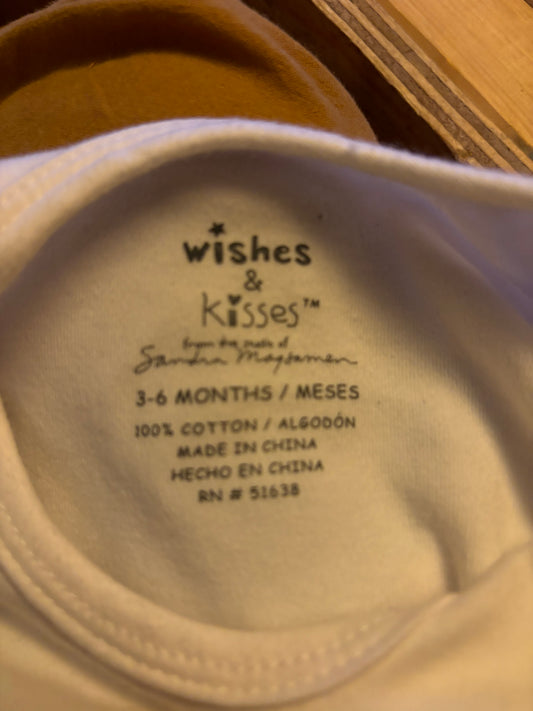 wishes
&
kisses™
from the studio of
Sandra Magsamen
3-6 MONTHS / MESES
100% COTTON / ALGODÓN
MADE IN CHINA
HECHO EN CHINA
RN # 51638